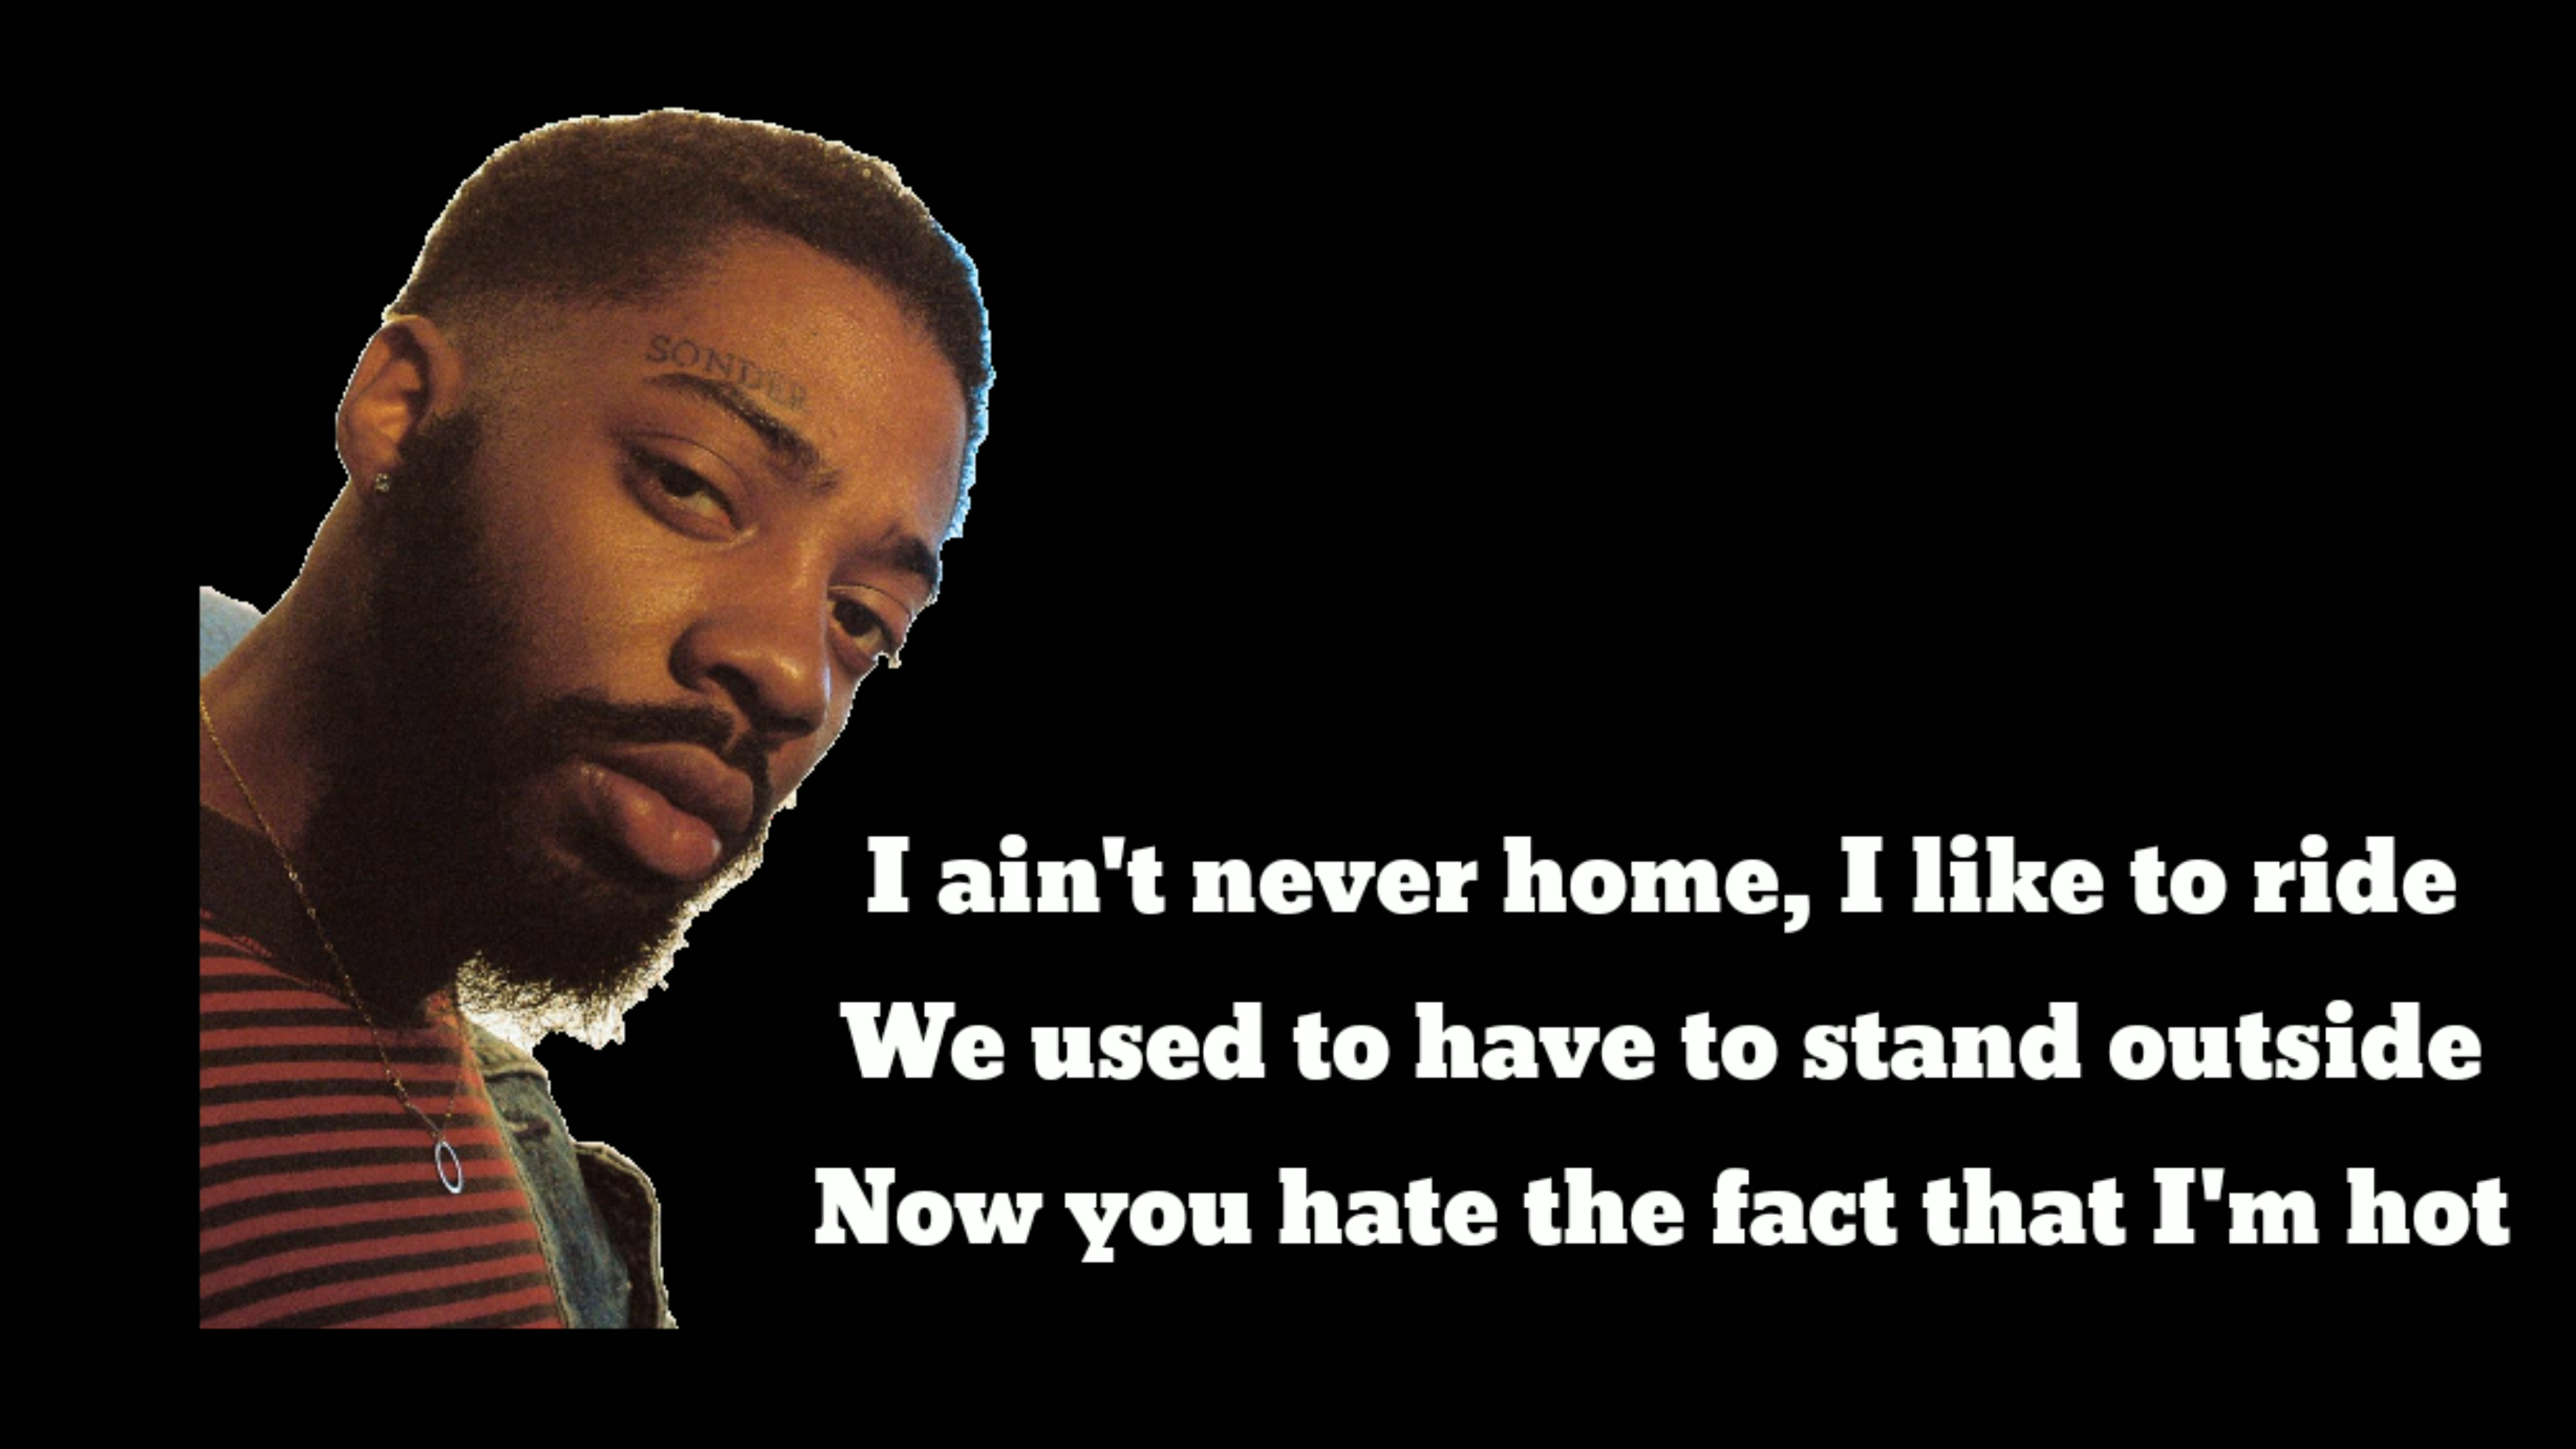 SONDER
I ain't never home, I like to ride
We used to have to stand outside
Now you hate the fact that I'm hot